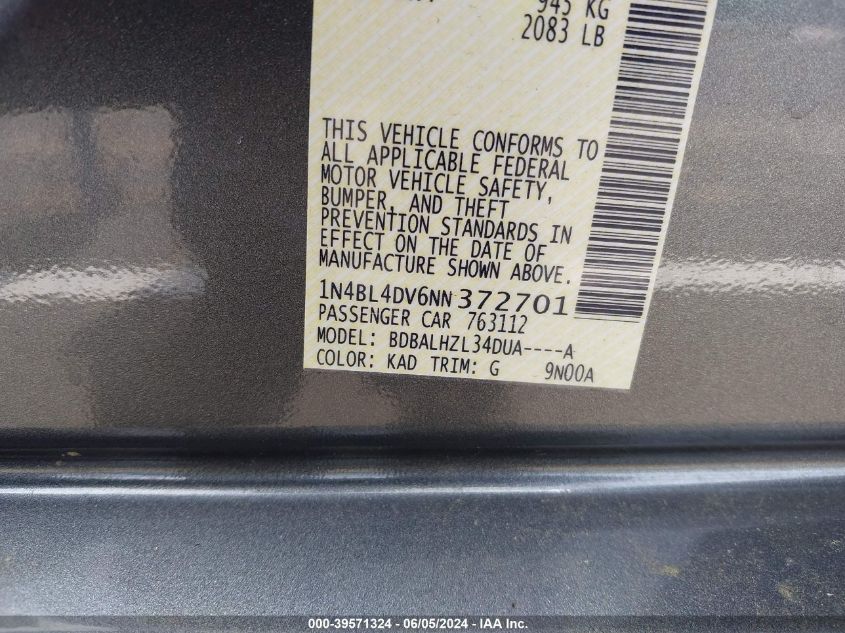 945 KG
2083 LB
THIS VEHICLE CONFORMS TO
ALL APPLICABLE FEDERAL
MOTOR VEHICLE SAFETY,
BUMPER, AND THEFT
PREVENTION STANDARDS IN
EFFECT ON THE DATE OF
MANUFACTURE SHOWN ABOVE.
1N4BL4DV6NN372701
PASSENGER CAR 763112
MODEL: BDBALHZL34DUA----A
COLOR: KAD TRIM: G 9N00A
000-39571324 - 06/05/2024 - IAA Inc.